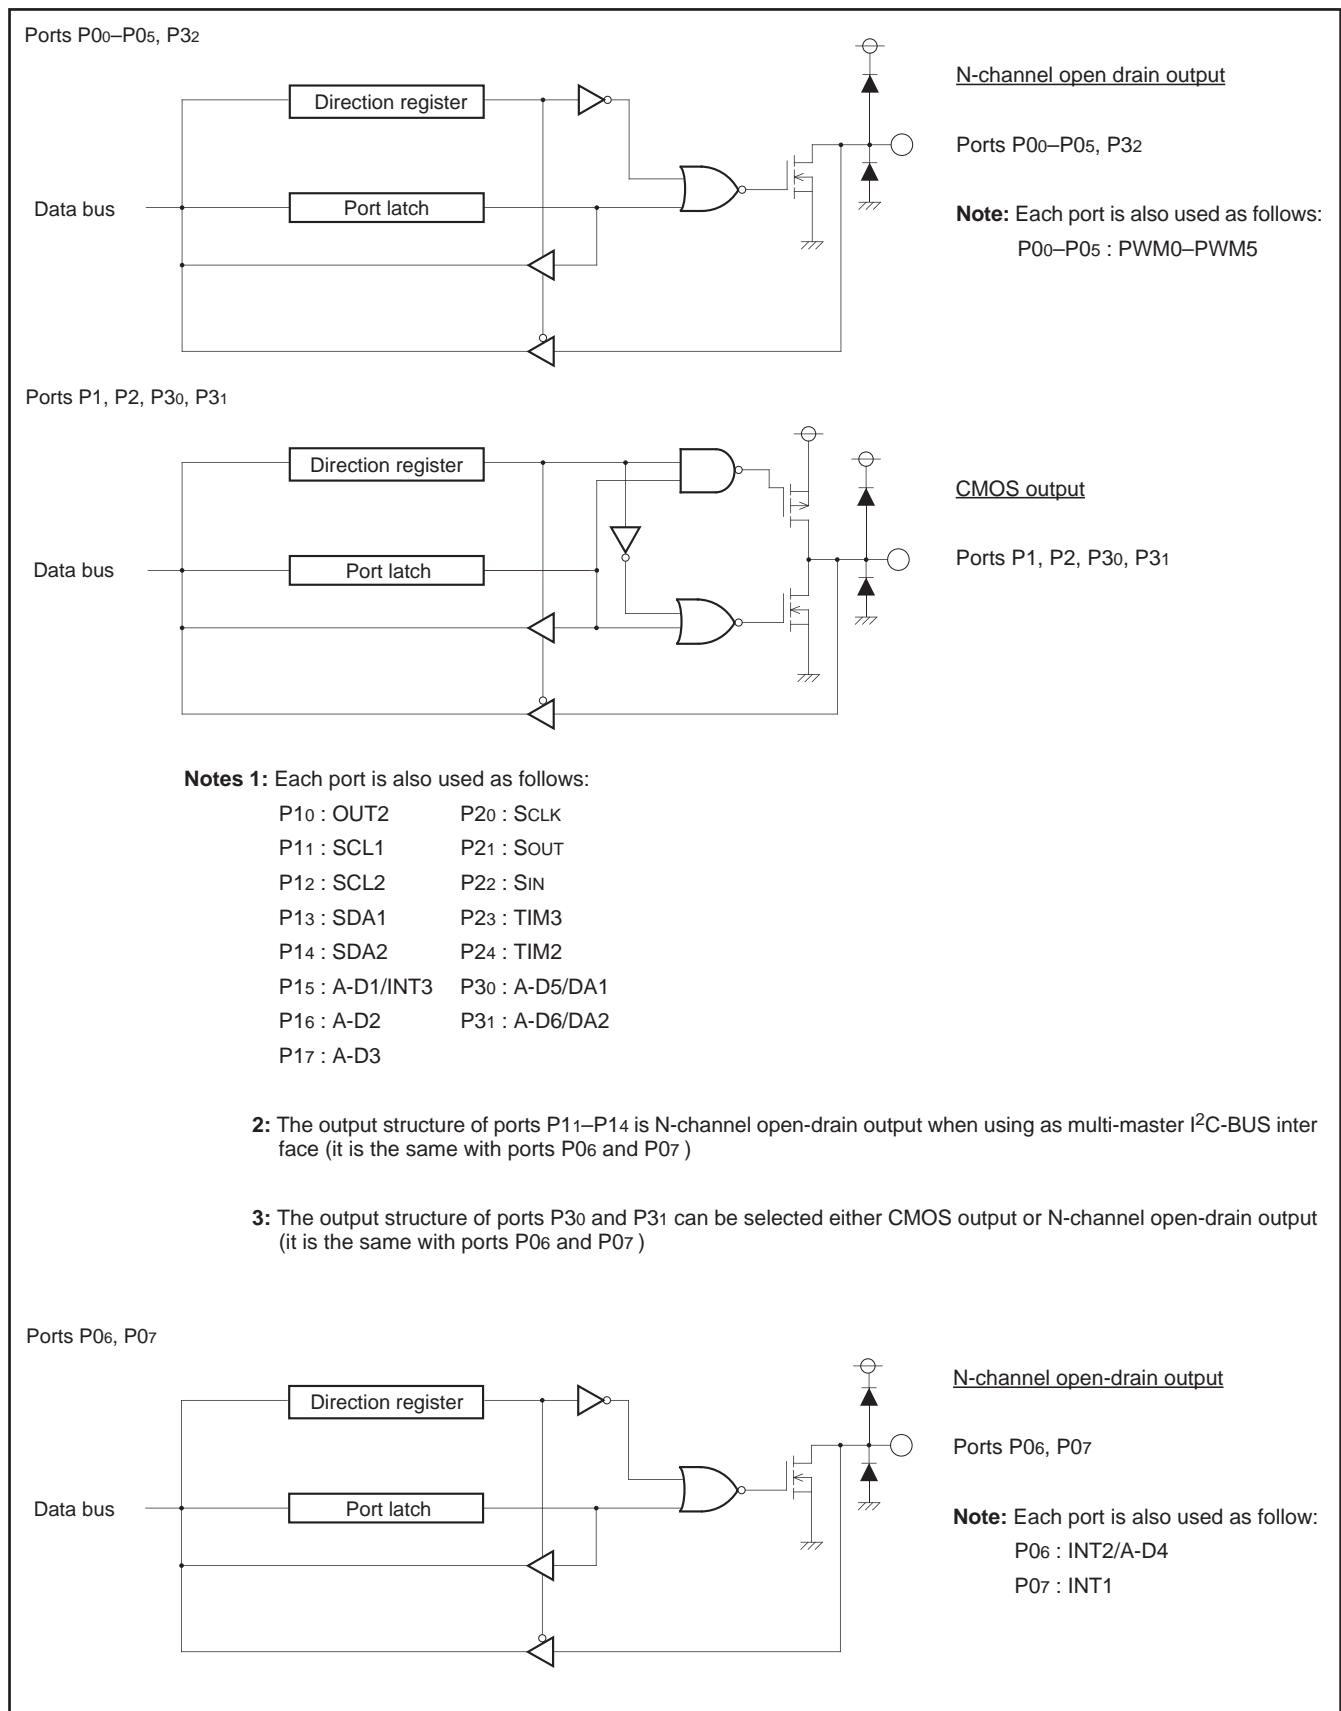 Ports P00–P05, P32
N-channel open drain output
Direction register
Ports P00–P05, P32
Port latch
Data bus
Note: Each port is also used as follows:
P00–P05 : PWM0–PWM5
Ports P1, P2, P30, P31
Direction register
CMOS output
Ports P1, P2, P30, P31
Data bus
Port latch
Notes 1: Each port is also used as follows:
P10 : OUT2 P20 : SCLK
P11 : SCL1 P21 : SOUT
P12 : SCL2 P22 : SIN
P13 : SDA1 P23 : TIM3
P14 : SDA2 P24 : TIM2
P15 : A-D1/INT3 P30 : A-D5/DA1
P16 : A-D2 P31 : A-D6/DA2
P17 : A-D3
2: The output structure of ports P11–P14 is N-channel open-drain output when using as multi-master I2C-BUS inter
face (it is the same with ports P06 and P07 )
3: The output structure of ports P30 and P31 can be selected either CMOS output or N-channel open-drain output
(it is the same with ports P06 and P07 )
Ports P06, P07
N-channel open-drain output
Direction register
Ports P06, P07
Data bus
Port latch
Note: Each port is also used as follow:
P06 : INT2/A-D4
P07 : INT1